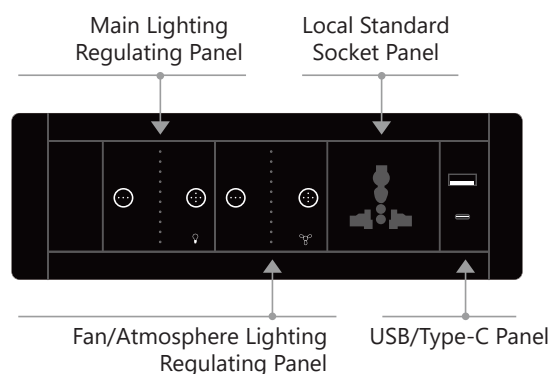 Main Lighting
Regulating Panel
Local Standard
Socket Panel
Fan/Atmosphere Lighting
Regulating Panel
USB/Type-C Panel